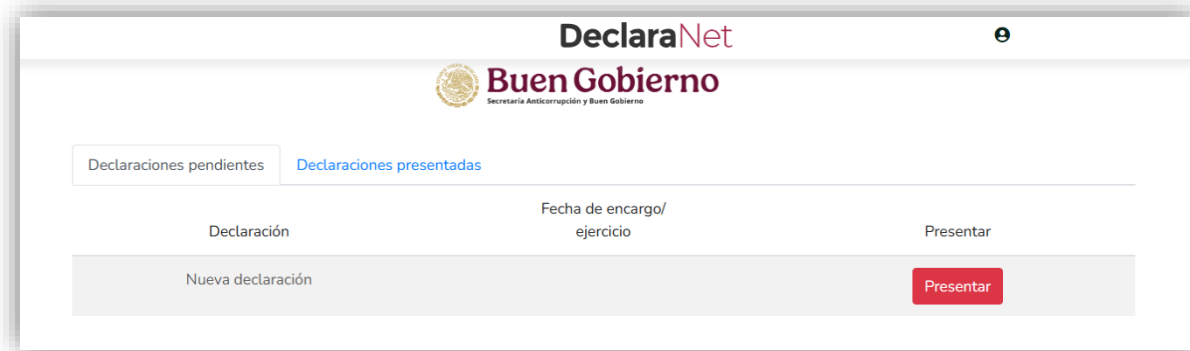 DeclaraNet
Buen Gobierno
Secretaría Anticorrupción y Buen Gobierno
Declaraciones pendientes
Declaraciones presentadas
Declaración
Fecha de encargo/
ejercicio
Presentar
Nueva declaración
Presentar